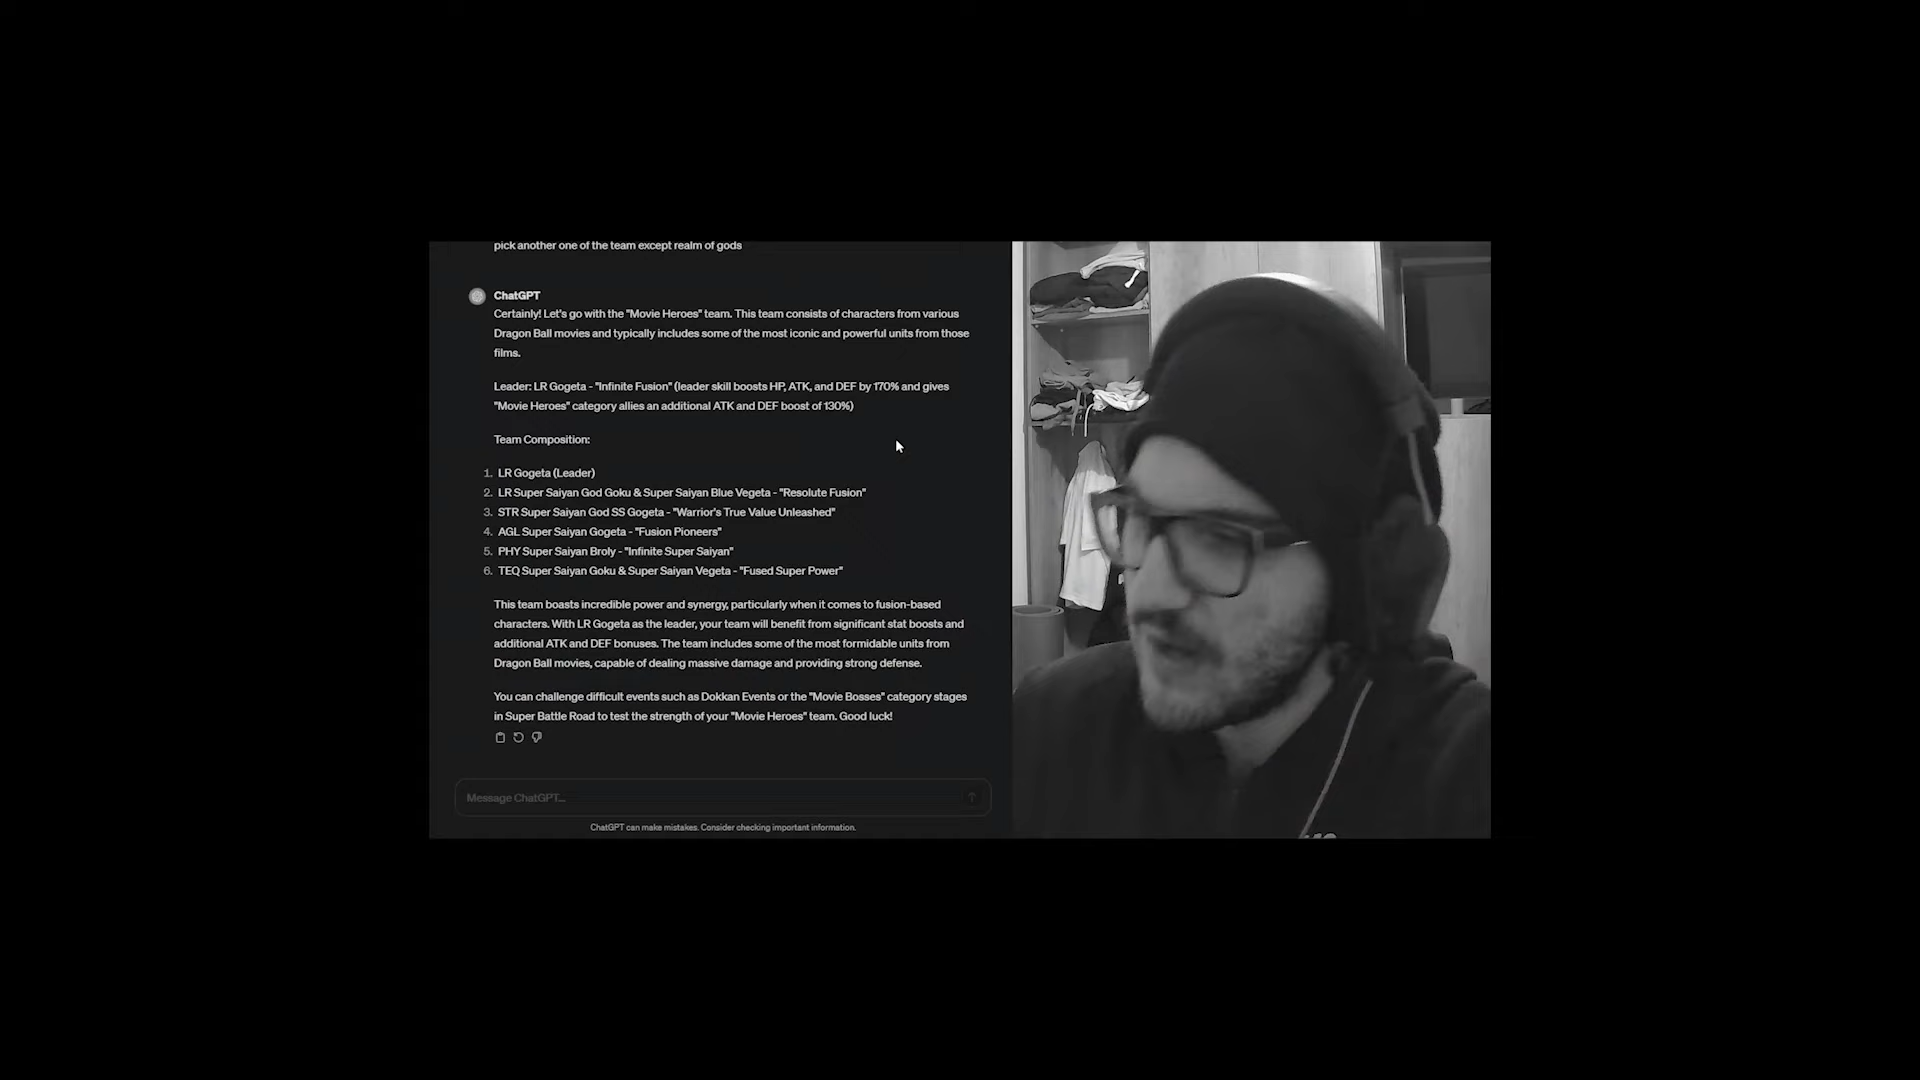 pick another one of the team except realm of gods
ChatGPT
Certainly! Let's go with the "Movie Heroes" team. This team consists of characters from various
Dragon Ball movies and typically includes some of the most iconic and powerful units from those
films.
Leader: LR Gogeta - "Infinite Fusion" (leader skill boosts HP, ATK, and DEF by 170% and gives
"Movie Heroes" category allies an additional ATK and DEF boost of 130%)
Team Composition:
1. LR Gogeta (Leader)
2. LR Super Saiyan God Goku & Super Saiyan Blue Vegeta - "Resolute Fusion"
3. STR Super Saiyan God SS Gogeta - "Warrior's True Value Unleashed"
4. AGL Super Saiyan Gogeta - "Fusion Pioneers"
5. PHY Super Saiyan Broly - "Infinite Super Saiyan"
6. TEQ Super Saiyan Goku & Super Saiyan Vegeta - "Fused Super Power"
This team boasts incredible power and synergy, particularly when it comes to fusion-based
characters. With LR Gogeta as the leader, your team will benefit from significant stat boosts and
additional ATK and DEF bonuses. The team includes some of the most formidable units from
Dragon Ball movies, capable of dealing massive damage and providing strong defense.
You can challenge difficult events such as Dokkan Events or the "Movie Bosses" category stages
in Super Battle Road to test the strength of your "Movie Heroes" team. Good luck!
Message ChatGPT...
ChatGPT can make mistakes. Consider checking important information.